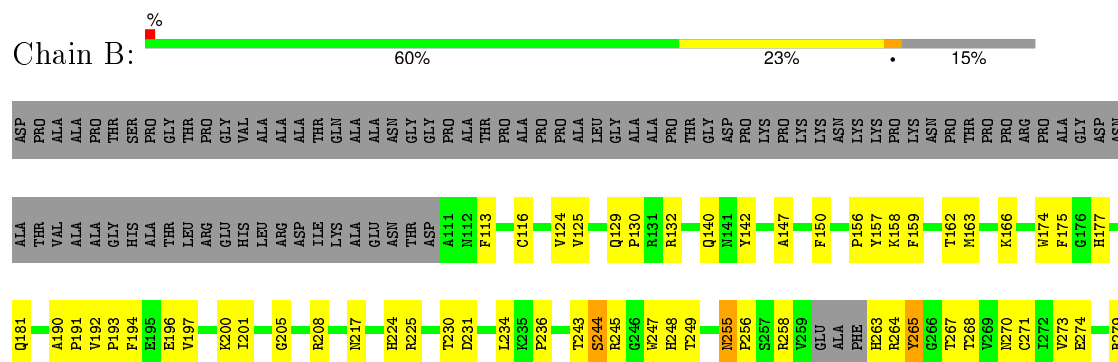 %
Chain B:
60% 23% • 15%
ASP PRO ALA ALA PRO THR SER PRO GLY THR PRO GLY VAL ALA ALA ALA THR GLN ALA ALA ASN GLY GLY PRO ALA THR PRO ALA PRO PRO ALA LEU GLY ALA ALA PRO THR GLY ASP PRO LYS PRO LYS LYS ASN LYS LYS PRO LYS ASN PRO THR PRO PRO ARG PRO ALA GLY ASP ASN
ALA THR VAL ALA ALA GLY HIS ALA THR LEU ARG GLU HIS LEU ARG ASP ILE LYS ALA GLU ASN THR ASP A111 N112 F113 C116 V124 V125 Q129 P130 R131 R132 Q140 N141 Y142 A147 F150 P156 Y157 K158 F159 T162 M163 K166 W174 F175 G176 H177
Q181 A190 P191 V192 P193 F194 E195 E196 V197 K200 I201 G205 R208 N217 H224 R225 T230 D231 L234 K235 P236 T243 S244 R245 G246 W247 H248 T249 N255 P256 S257 R258 V259 GLU ALA PHE H263 R264 Y265 G266 T267 T268 V269 N270 C271 I272 V273 E274